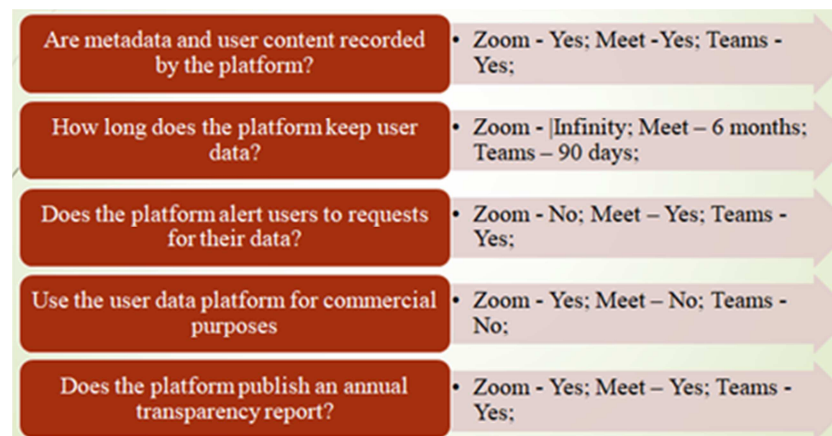 Are metadata and user content recorded
by the platform?
• Zoom - Yes; Meet -Yes; Teams -
Yes;
How long does the platform keep user
data?
• Zoom - |Infinity; Meet – 6 months;
Teams – 90 days;
Does the platform alert users to requests
for their data?
• Zoom - No; Meet – Yes; Teams -
Yes;
Use the user data platform for commercial
purposes
• Zoom - Yes; Meet – No; Teams -
No;
Does the platform publish an annual
transparency report?
• Zoom - Yes; Meet – Yes; Teams -
Yes;